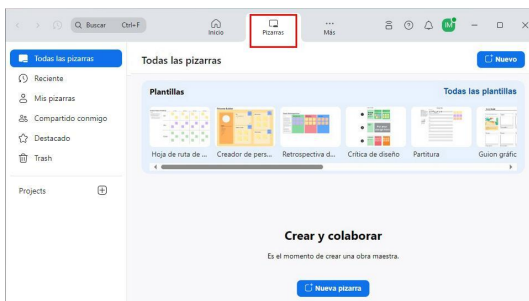 Buscar Ctrl+F
Inicio
Pizarras
Más
IM
Todas las pizarras
Reciente
Mis pizarras
Compartido conmigo
Destacado
Trash
Projects
Todas las pizarras
Nuevo
Plantillas
Todas las plantillas
Hoja de ruta de ...
Creador de pers...
Retrospectiva d...
Crítica de diseño
Partitura
Guion gráfic
Crear y colaborar
Es el momento de crear una obra maestra.
Nueva pizarra